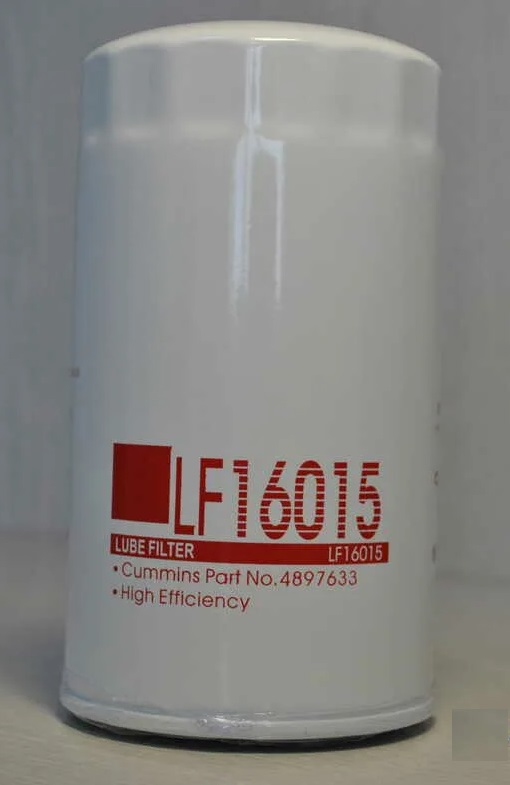 LF16015
LUBE FILTER LF16015
•Cummins Part No.4897633
•High Efficiency